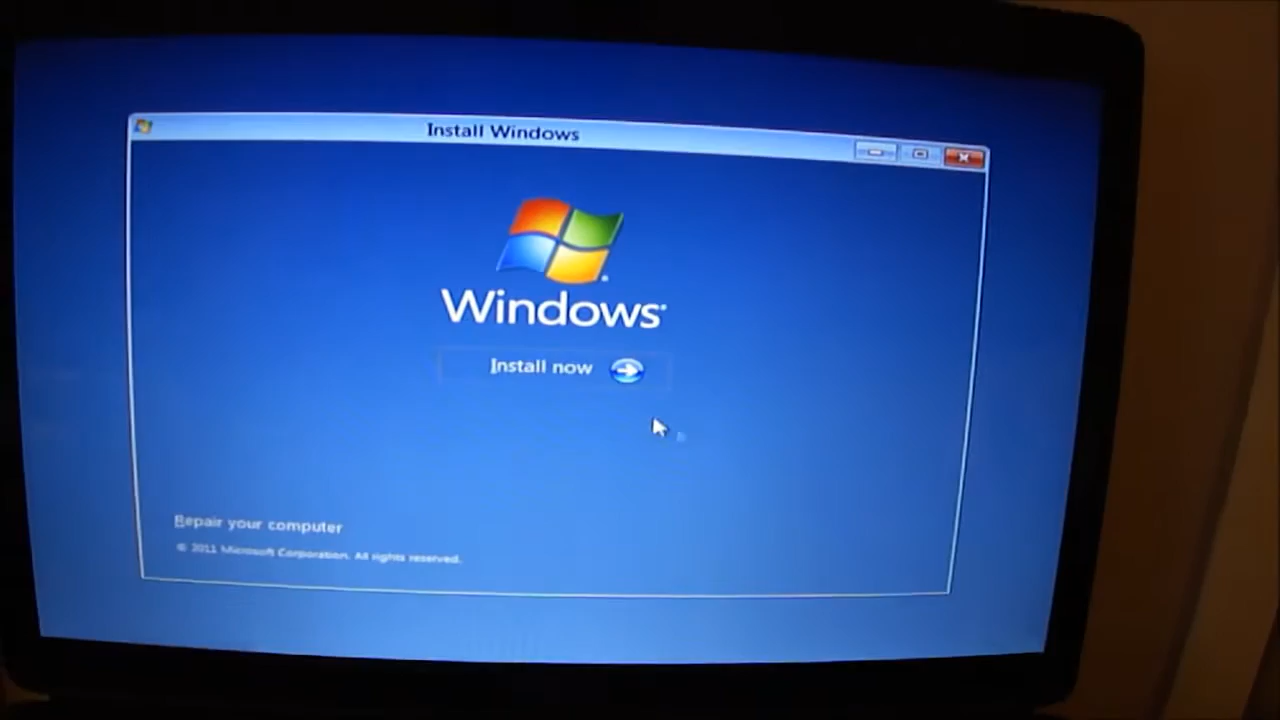 Install Windows
Windows®
Install now
Repair your computer
© 2011 Microsoft Corporation. All rights reserved.